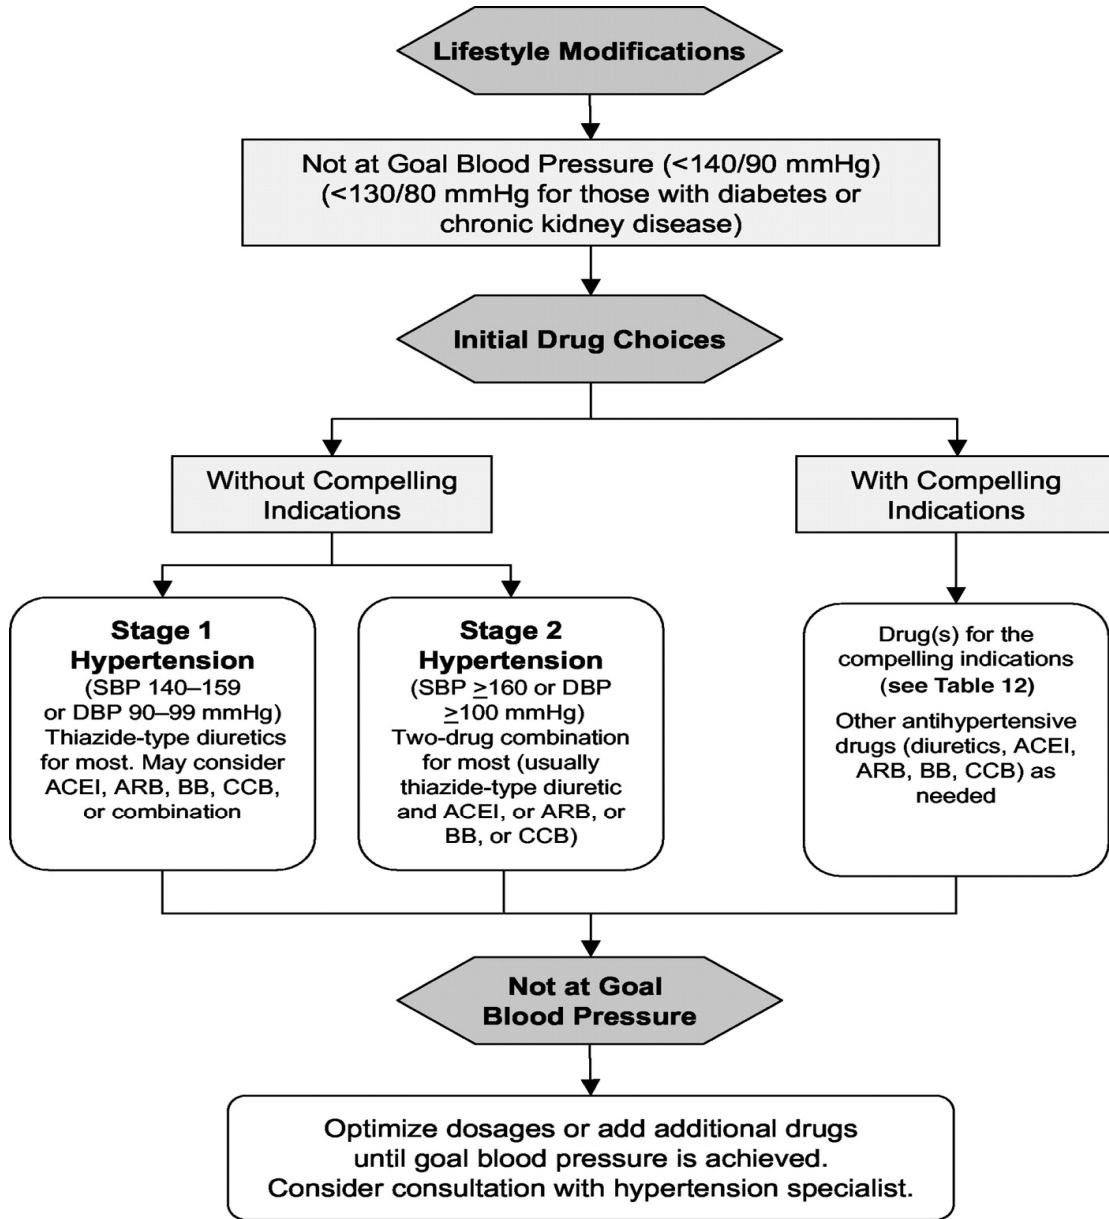 Lifestyle Modifications
Not at Goal Blood Pressure (<140/90 mmHg)
(<130/80 mmHg for those with diabetes or
chronic kidney disease)
Initial Drug Choices
Without Compelling
Indications
With Compelling
Indications
Stage 1
Hypertension
(SBP 140–159
or DBP 90–99 mmHg)
Thiazide-type diuretics
for most. May consider
ACEI, ARB, BB, CCB,
or combination
Stage 2
Hypertension
(SBP ≥160 or DBP
≥100 mmHg)
Two-drug combination
for most (usually
thiazide-type diuretic
and ACEI, or ARB, or
BB, or CCB)
Drug(s) for the
compelling indications
(see Table 12)
Other antihypertensive
drugs (diuretics, ACEI,
ARB, BB, CCB) as
needed
Not at Goal
Blood Pressure
Optimize dosages or add additional drugs
until goal blood pressure is achieved.
Consider consultation with hypertension specialist.